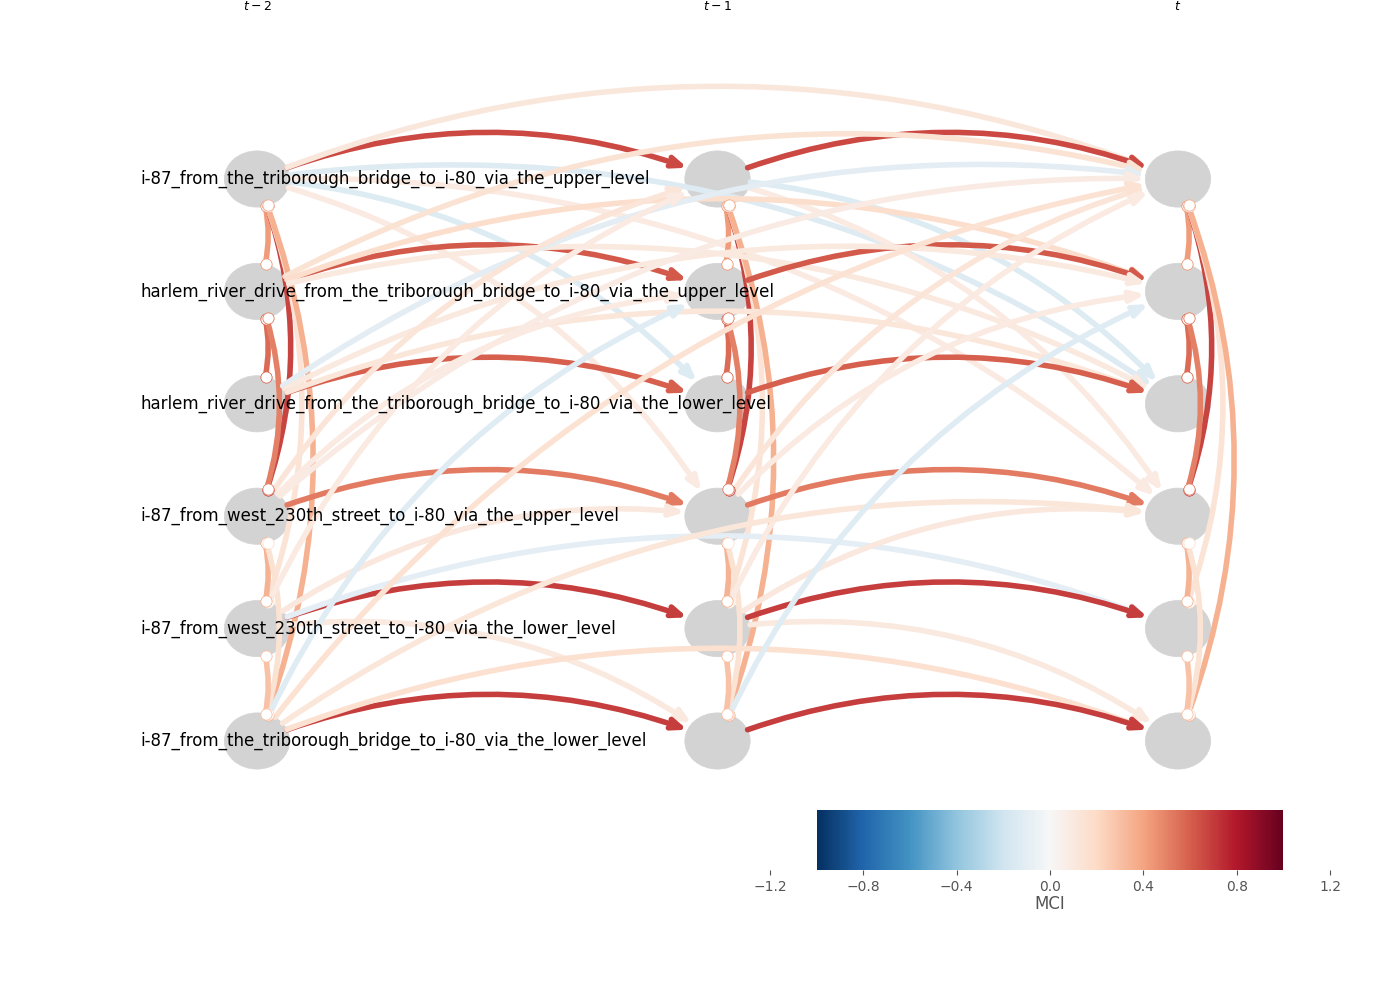 t − 2 t − 1 t
i-87_from_the_triborough_bridge_to_i-80_via_the_upper_level
harlem_river_drive_from_the_triborough_bridge_to_i-80_via_the_upper_level
harlem_river_drive_from_the_triborough_bridge_to_i-80_via_the_lower_level
i-87_from_west_230th_street_to_i-80_via_the_upper_level
i-87_from_west_230th_street_to_i-80_via_the_lower_level
i-87_from_the_triborough_bridge_to_i-80_via_the_lower_level
−1.2 −0.8 −0.4 0.0 0.4 0.8 1.2
MCI